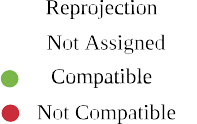 Reprojection
Not Assigned
Compatible
Not Compatible